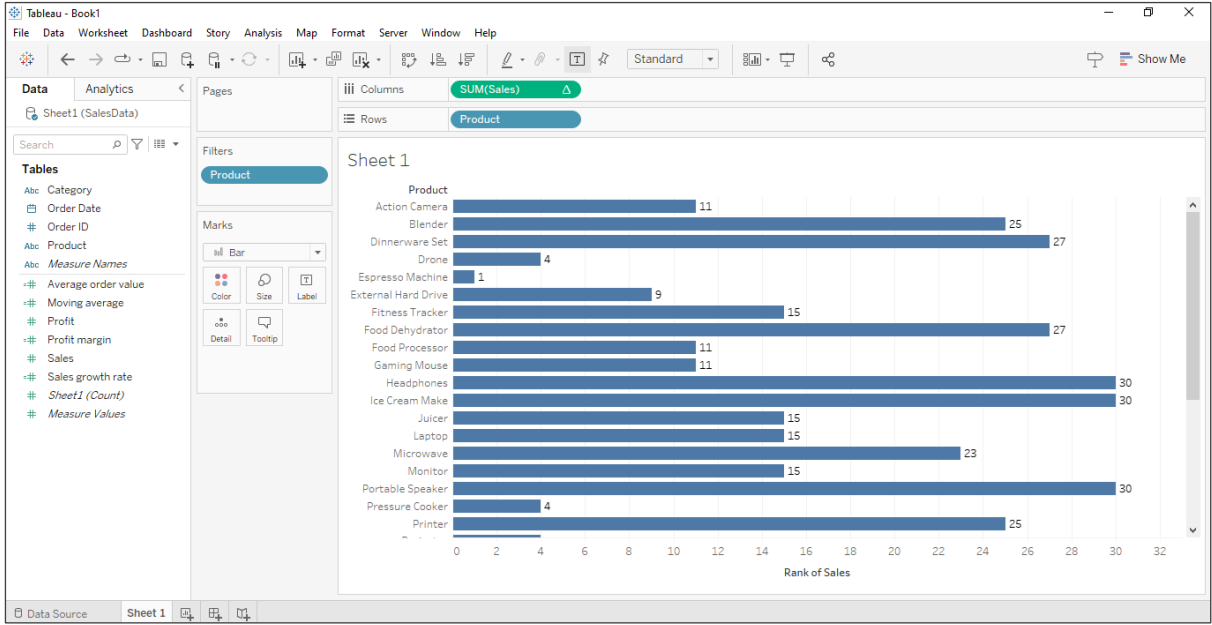 Tableau - Book1
File Data Worksheet Dashboard Story Analysis Map Format Server Window Help
Standard
Show Me
Data Analytics
Sheet1 (SalesData)
Search
Tables
Abc Category
Order Date
# Order ID
Abc Product
Abc Measure Names
=# Average order value
=# Moving average
# Profit
=# Profit margin
# Sales
=# Sales growth rate
# Sheet1 (Count)
# Measure Values
Pages
Filters
Product
Marks
Bar
Color Size Label
Detail Tooltip
Columns SUM(Sales) Δ
Rows Product
Sheet 1
Product
Action Camera 11
Blender 25
Dinnerware Set 27
Drone 4
Espresso Machine 1
External Hard Drive 9
Fitness Tracker 15
Food Dehydrator 27
Food Processor 11
Gaming Mouse 11
Headphones 30
Ice Cream Make 30
Juicer 15
Laptop 15
Microwave 23
Monitor 15
Portable Speaker 30
Pressure Cooker 4
Printer 25
0 2 4 6 8 10 12 14 16 18 20 22 24 26 28 30 32
Rank of Sales
Data Source Sheet 1